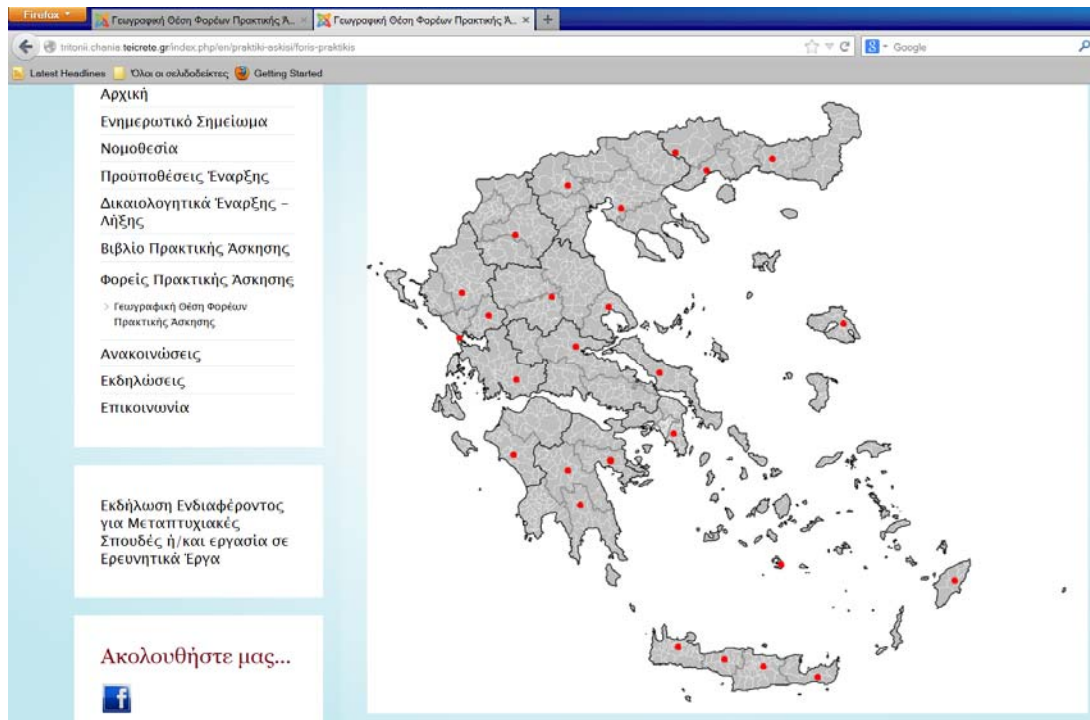 Firefox
Γεωγραφική Θέση Φορέων Πρακτικής Ά...
Γεωγραφική Θέση Φορέων Πρακτικής Ά...
tritonii.chania.teicrete.gr/index.php/en/praktiki-askisi/foris-praktikis
Google
Latest Headlines
Όλοι οι σελιδοδείκτες
Getting Started
Αρχική
Ενημερωτικό Σημείωμα
Νομοθεσία
Προϋποθέσεις Έναρξης
Δικαιολογητικά Έναρξης –
Λήξης
Βιβλίο Πρακτικής Άσκησης
Φορείς Πρακτικής Άσκησης
> Γεωγραφική Θέση Φορέων
Πρακτικής Άσκησης
Ανακοινώσεις
Εκδηλώσεις
Επικοινωνία
Εκδήλωση Ενδιαφέροντος
για Μεταπτυχιακές
Σπουδές ή/και εργασία σε
Ερευνητικά Έργα
Ακολουθήστε μας...